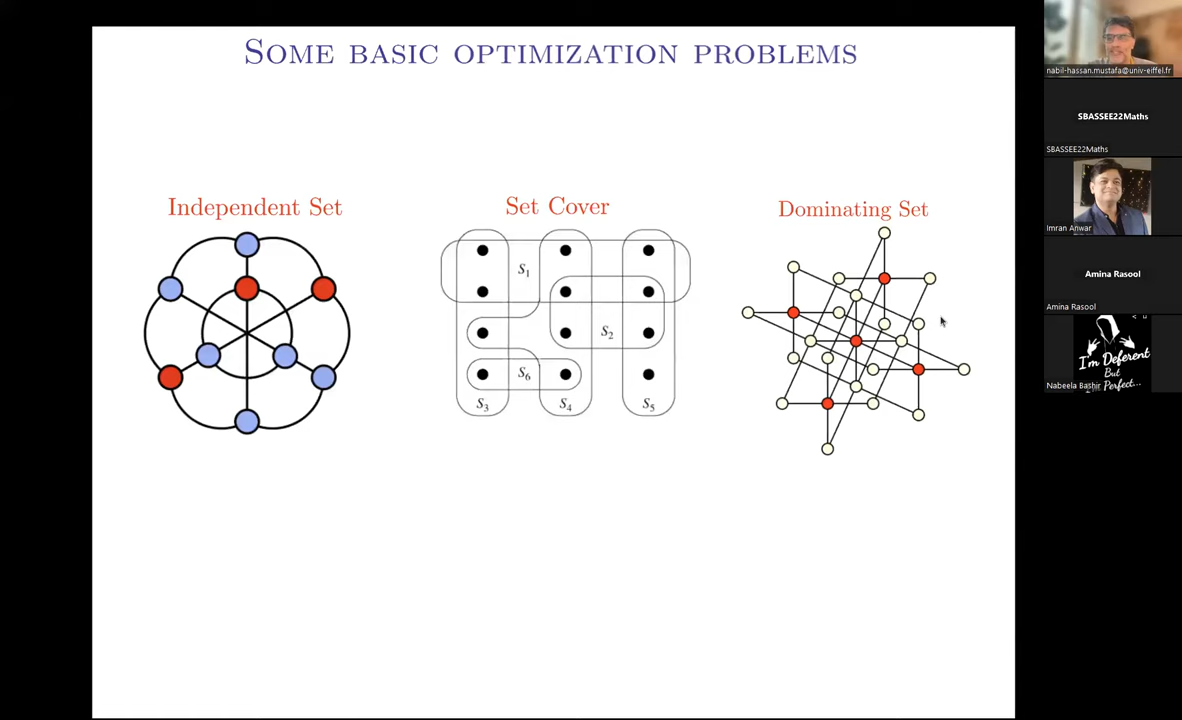 Some basic optimization problems
Independent Set
Set Cover
Dominating Set
S1
S2
S6
S3
S4
S5
nabil-hassan.mustafa@univ-eiffel.fr
SBASSEE22Maths
SBASSEE22Maths
Imran Anwar
Amina Rasool
Amina Rasool
I'm Deferent
But
Perfect...
Nabeela Bashir